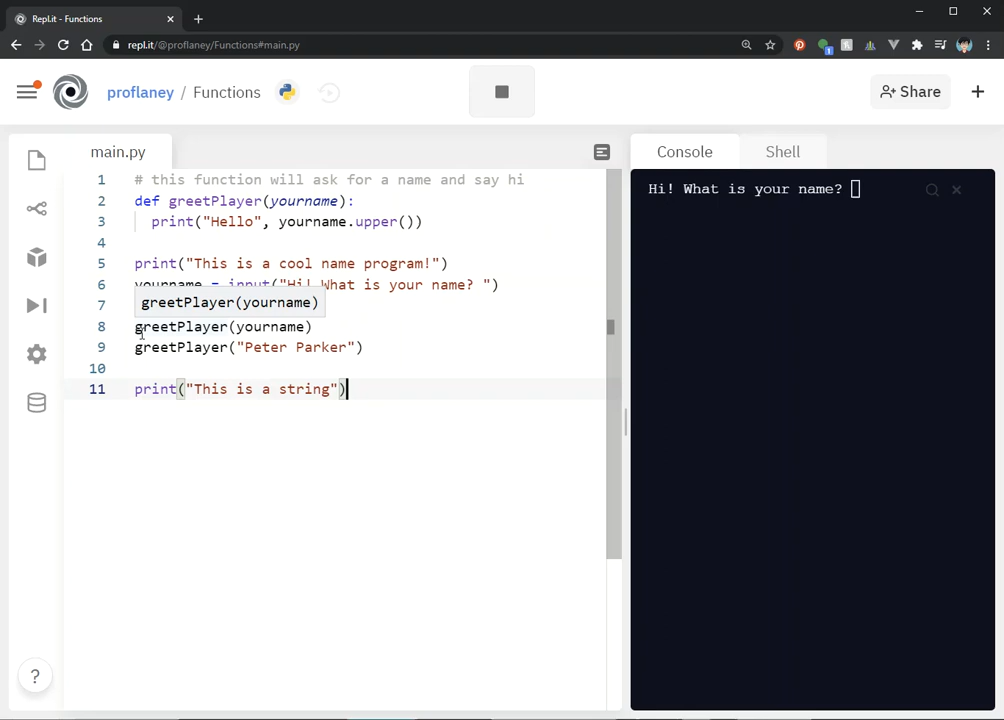 Repl.it - Functions
repl.it/@proflaney/Functions#main.py
1
proflaney / Functions
Share
main.py
Console
Shell
1 # this function will ask for a name and say hi
2 def greetPlayer(yourname):
3 print("Hello", yourname.upper())
4
5 print("This is a cool name program!")
6 yourname = input("Hi! What is your name? ")
7
greetPlayer(yourname)
8 greetPlayer(yourname)
9 greetPlayer("Peter Parker")
10
11 print("This is a string")
Hi! What is your name?
?